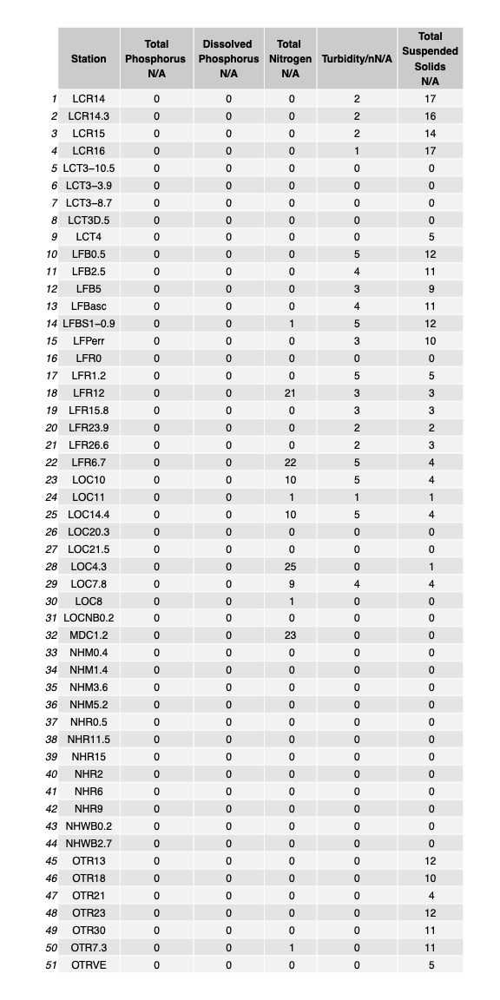 Station Total Phosphorus N/A Dissolved Phosphorus N/A Total Nitrogen N/A Turbidity/nN/A Total Suspended Solids N/A
1 LCR14 0 0 0 2 17
2 LCR14.3 0 0 0 2 16
3 LCR15 0 0 0 2 14
4 LCR16 0 0 0 1 17
5 LCT3−10.5 0 0 0 0 0
6 LCT3−3.9 0 0 0 0 0
7 LCT3−8.7 0 0 0 0 0
8 LCT3D.5 0 0 0 0 0
9 LCT4 0 0 0 0 5
10 LFB0.5 0 0 0 5 12
11 LFB2.5 0 0 0 4 11
12 LFB5 0 0 0 3 9
13 LFBasc 0 0 0 4 11
14 LFBS1−0.9 0 0 1 5 12
15 LFPerr 0 0 0 3 10
16 LFR0 0 0 0 0 0
17 LFR1.2 0 0 0 5 5
18 LFR12 0 0 21 3 3
19 LFR15.8 0 0 0 3 3
20 LFR23.9 0 0 0 2 2
21 LFR26.6 0 0 0 2 3
22 LFR6.7 0 0 22 5 4
23 LOC10 0 0 10 5 4
24 LOC11 0 0 1 1 1
25 LOC14.4 0 0 10 5 4
26 LOC20.3 0 0 0 0 0
27 LOC21.5 0 0 0 0 0
28 LOC4.3 0 0 25 0 1
29 LOC7.8 0 0 9 4 4
30 LOC8 0 0 1 0 0
31 LOCNB0.2 0 0 0 0 0
32 MDC1.2 0 0 23 0 0
33 NHM0.4 0 0 0 0 0
34 NHM1.4 0 0 0 0 0
35 NHM3.6 0 0 0 0 0
36 NHM5.2 0 0 0 0 0
37 NHR0.5 0 0 0 0 0
38 NHR11.5 0 0 0 0 0
39 NHR15 0 0 0 0 0
40 NHR2 0 0 0 0 0
41 NHR6 0 0 0 0 0
42 NHR9 0 0 0 0 0
43 NHWB0.2 0 0 0 0 0
44 NHWB2.7 0 0 0 0 0
45 OTR13 0 0 0 0 12
46 OTR18 0 0 0 0 10
47 OTR21 0 0 0 0 4
48 OTR23 0 0 0 0 12
49 OTR30 0 0 0 0 11
50 OTR7.3 0 0 1 0 11
51 OTRVE 0 0 0 0 5